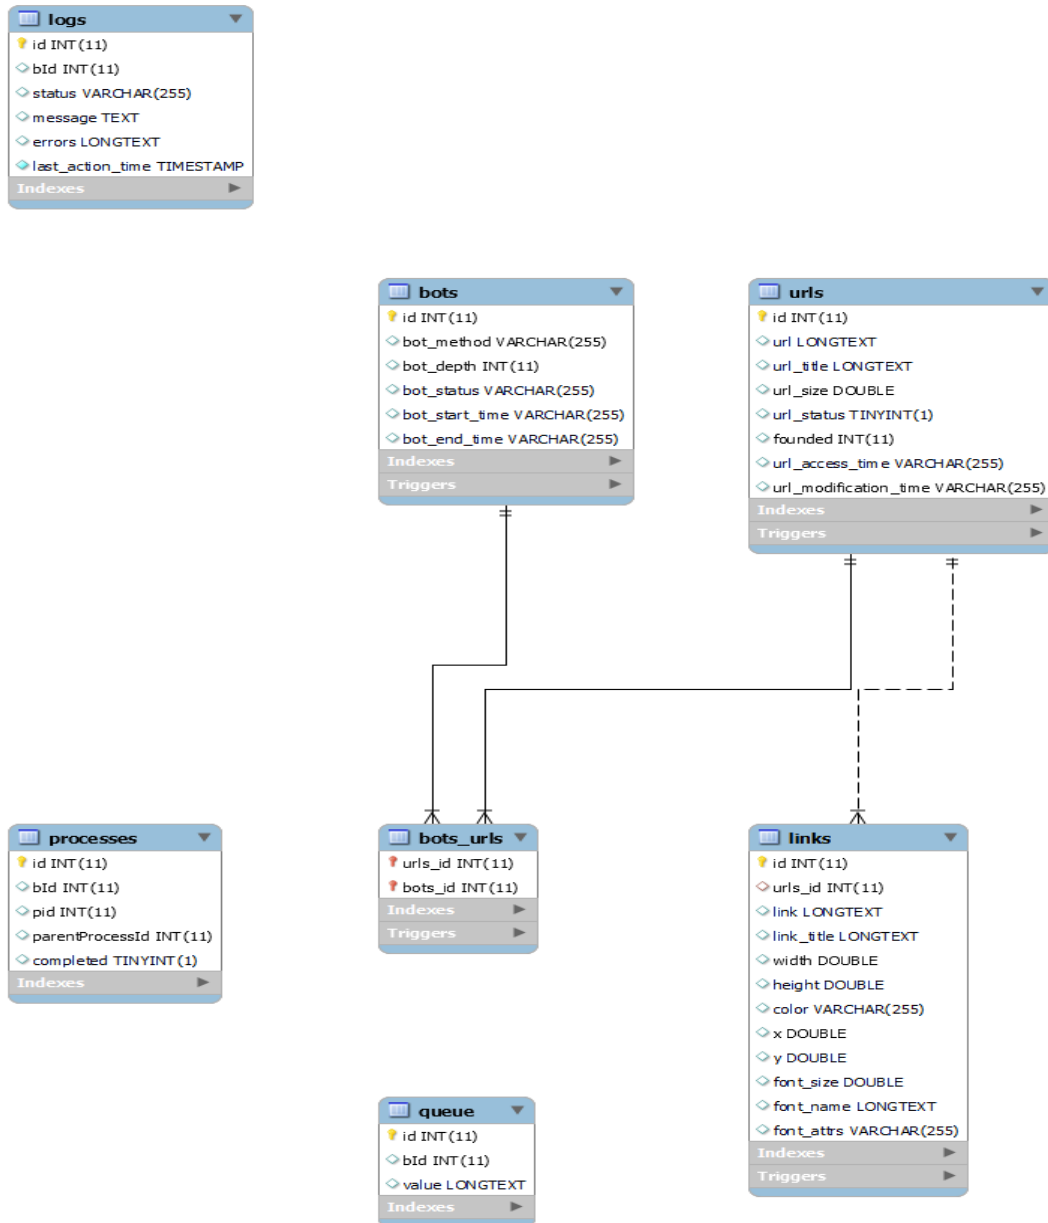 logs
id INT(11)
bId INT(11)
status VARCHAR(255)
message TEXT
errors LONGTEXT
last_action_time TIMESTAMP
Indexes
bots
id INT(11)
bot_method VARCHAR(255)
bot_depth INT(11)
bot_status VARCHAR(255)
bot_start_time VARCHAR(255)
bot_end_time VARCHAR(255)
Indexes
Triggers
urls
id INT(11)
url LONGTEXT
url_title LONGTEXT
url_size DOUBLE
url_status TINYINT(1)
founded INT(11)
url_access_time VARCHAR(255)
url_modification_time VARCHAR(255)
Indexes
Triggers
processes
id INT(11)
bId INT(11)
pid INT(11)
parentProcessId INT(11)
completed TINYINT(1)
Indexes
bots_urls
urls_id INT(11)
bots_id INT(11)
Indexes
Triggers
links
id INT(11)
urls_id INT(11)
link LONGTEXT
link_title LONGTEXT
width DOUBLE
height DOUBLE
color VARCHAR(255)
x DOUBLE
y DOUBLE
font_size DOUBLE
font_name LONGTEXT
font_attrs VARCHAR(255)
Indexes
Triggers
queue
id INT(11)
bId INT(11)
value LONGTEXT
Indexes